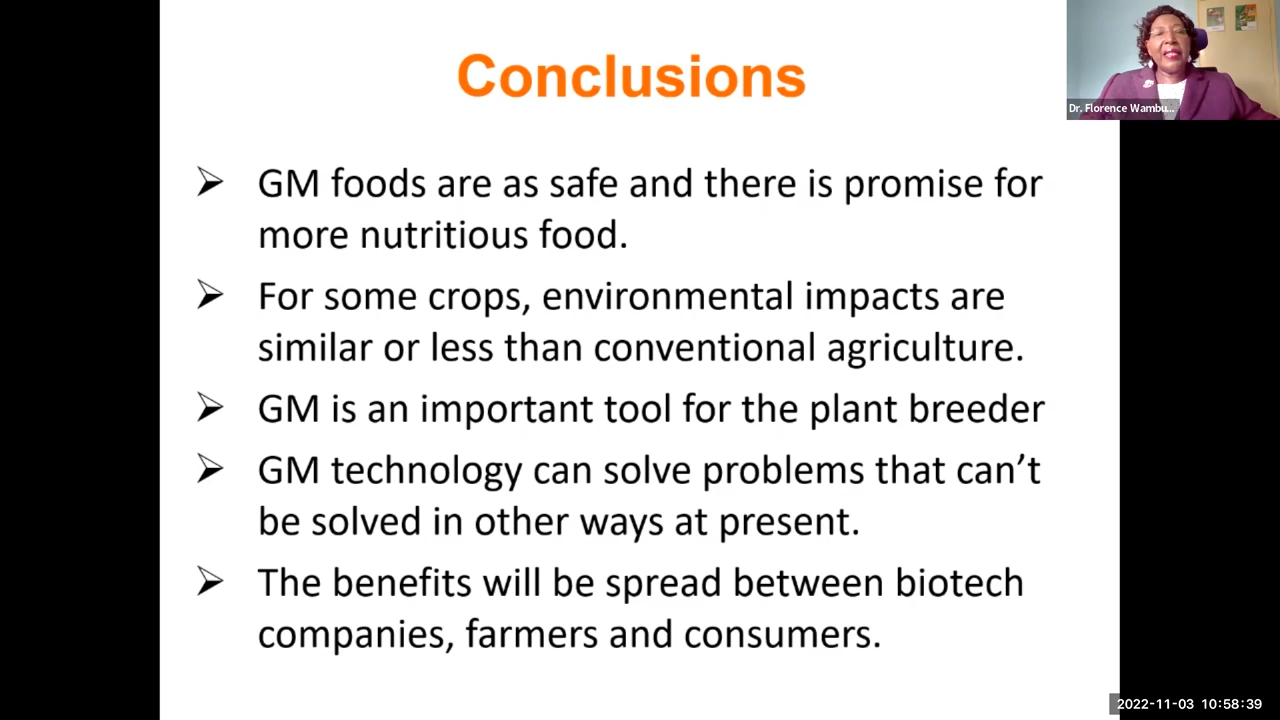 Conclusions
Dr. Florence Wambu...
➢ GM foods are as safe and there is promise for
more nutritious food.
➢ For some crops, environmental impacts are
similar or less than conventional agriculture.
➢ GM is an important tool for the plant breeder
➢ GM technology can solve problems that can’t
be solved in other ways at present.
➢ The benefits will be spread between biotech
companies, farmers and consumers.
2022-11-03 10:58:39